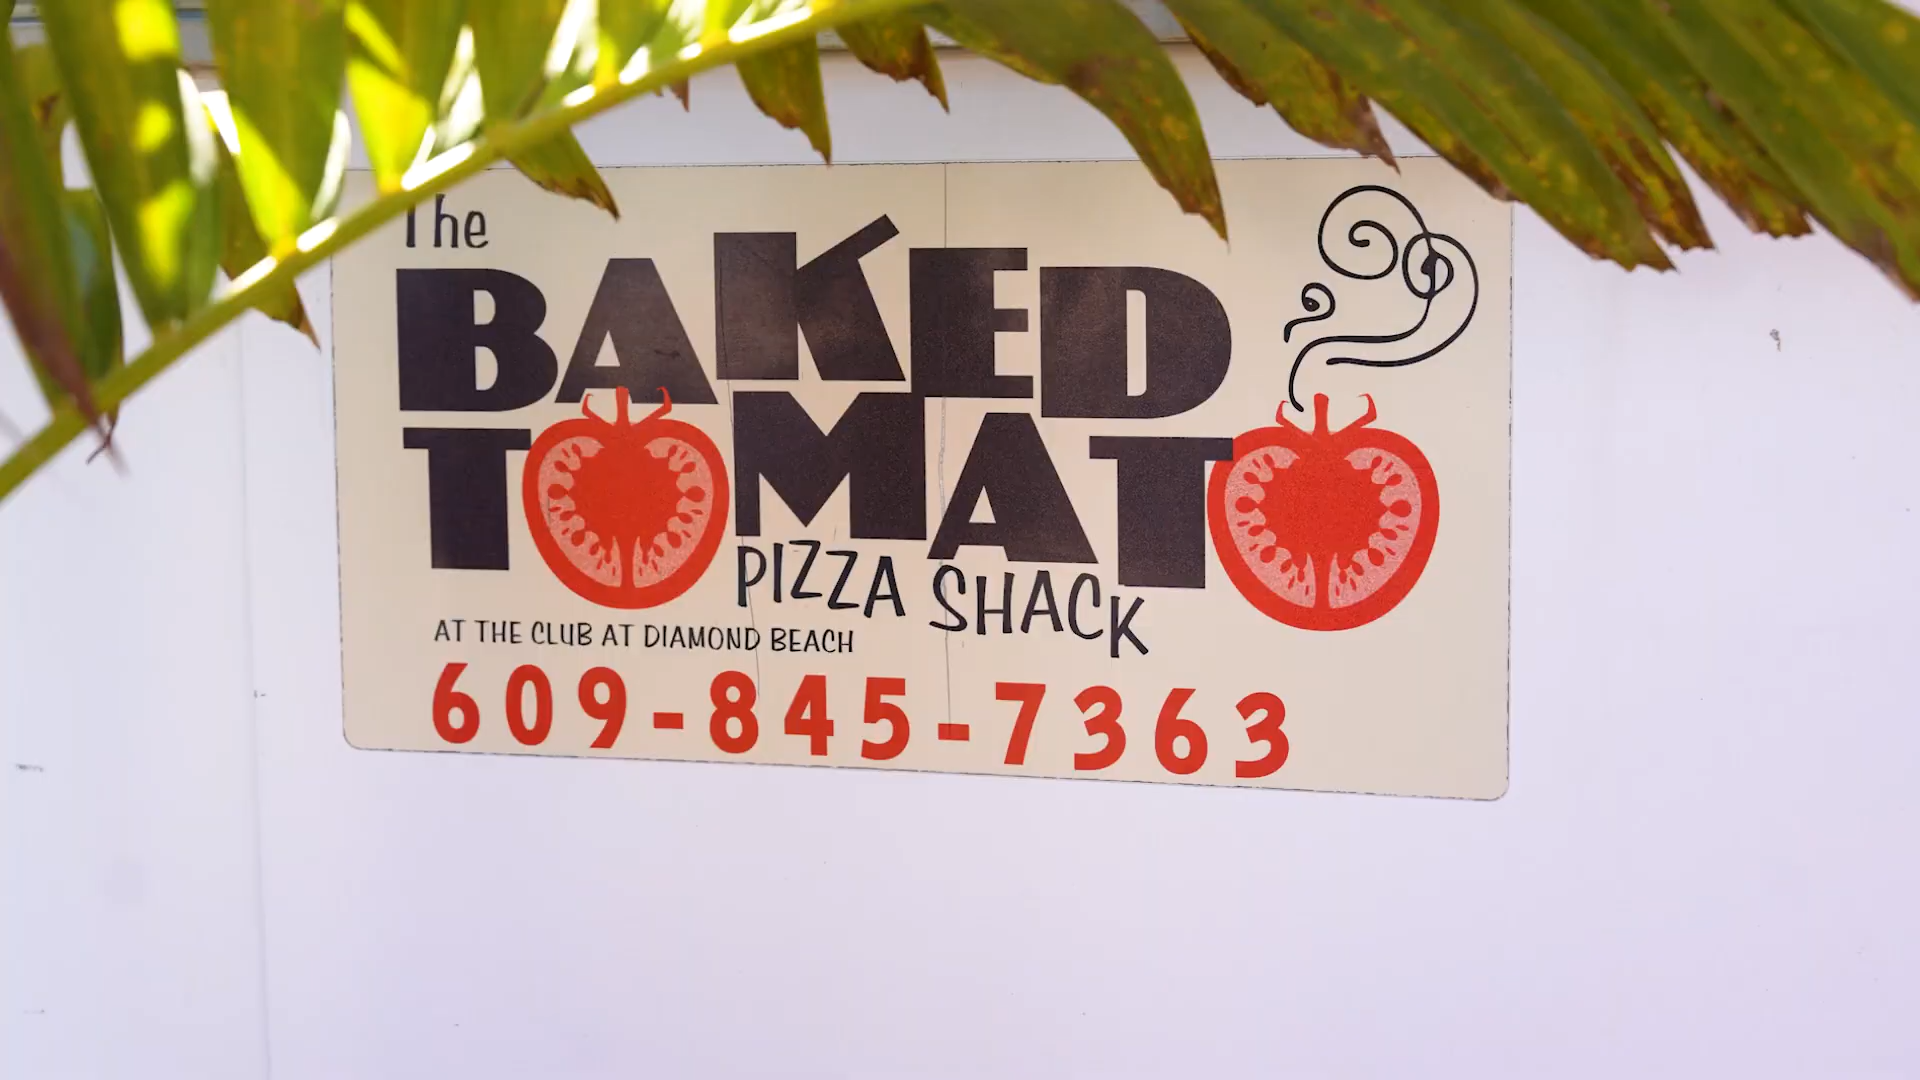 The
BAKED
TOMATO
PIZZA SHACK
AT THE CLUB AT DIAMOND BEACH
609-845-7363